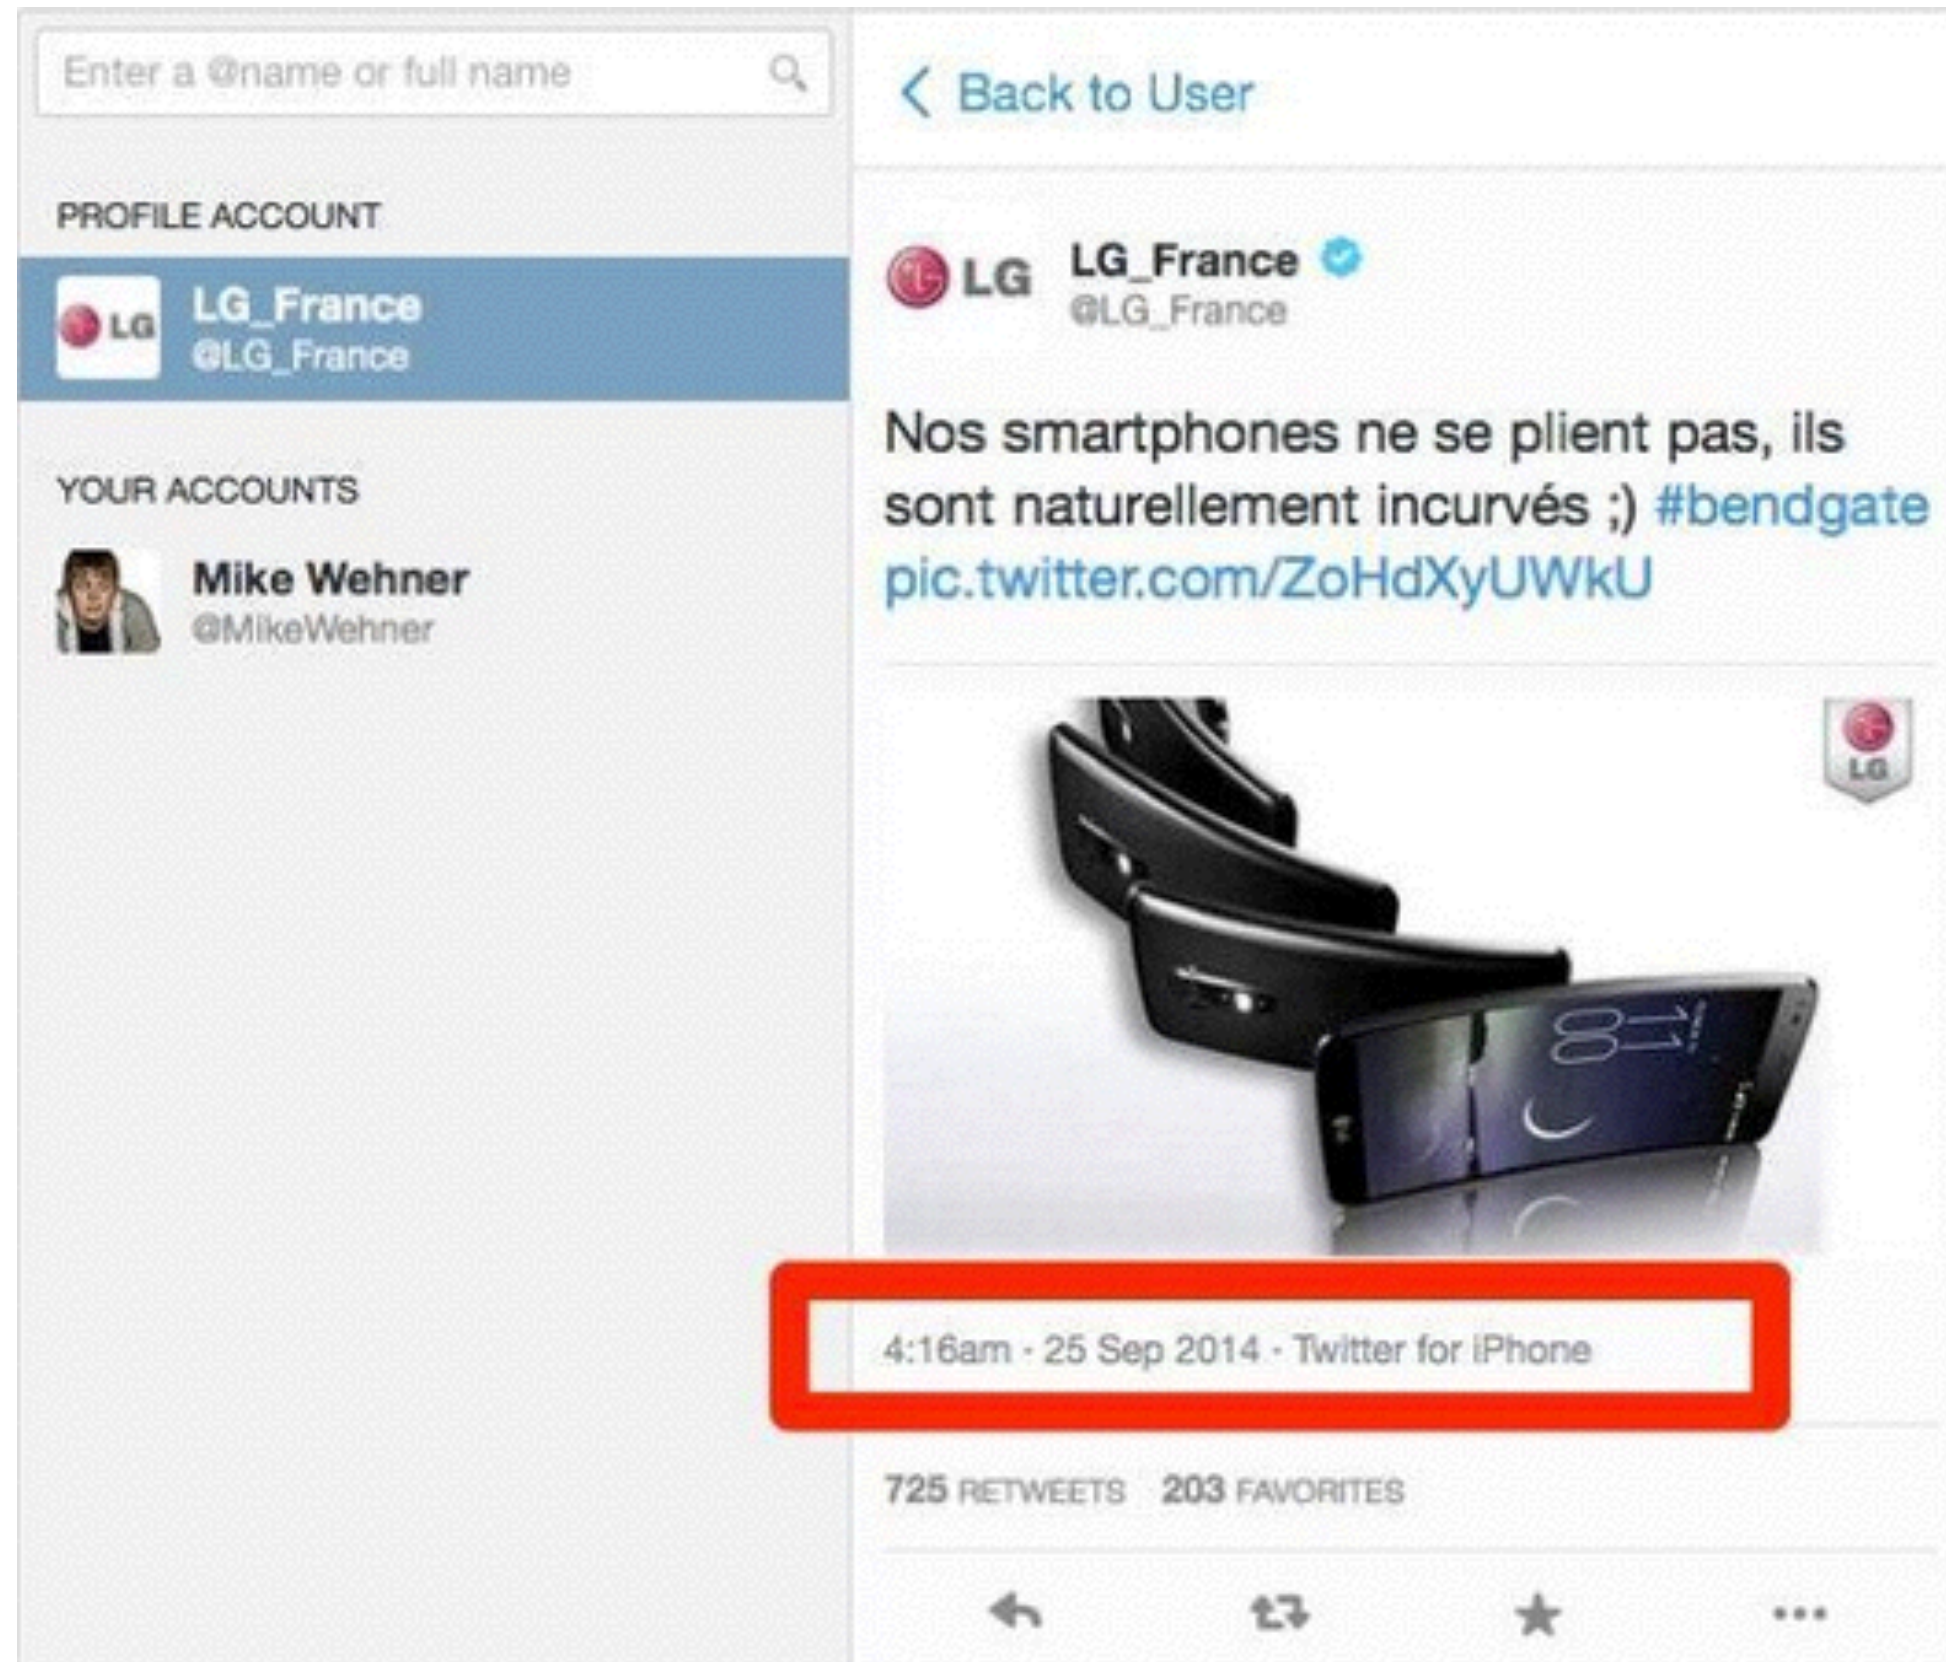 Enter a @name or full name
PROFILE ACCOUNT
LG
LG_France
@LG_France
YOUR ACCOUNTS
Mike Wehner
@MikeWehner
Back to User
LG
LG_France
@LG_France
Nos smartphones ne se plient pas, ils
sont naturellement incurvés ;) #bendgate
pic.twitter.com/ZoHdXyUWkU
LG
11
00
4:16am · 25 Sep 2014 · Twitter for iPhone
725 RETWEETS 203 FAVORITES